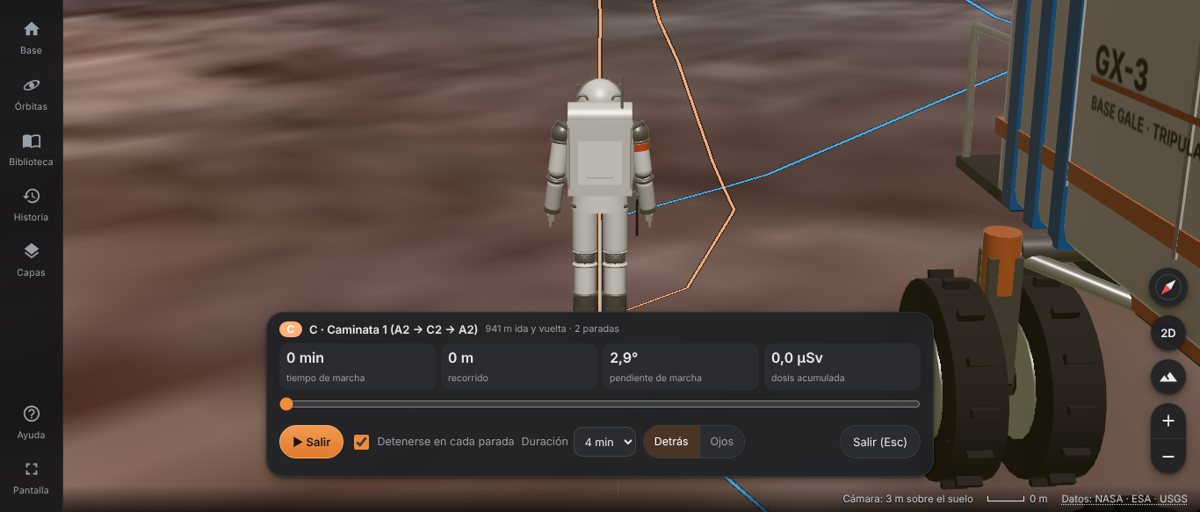 Base
Órbitas
Biblioteca
Historia
Capas
Ayuda
Pantalla
GX-3
BASE GALE · TRIPULA
C C · Caminata 1 (A2 → C2 → A2) 941 m ida y vuelta · 2 paradas
0 min
tiempo de marcha
0 m
recorrido
2,9°
pendiente de marcha
0,0 µSv
dosis acumulada
▶ Salir Detenerse en cada parada Duración 4 min Detrás Ojos Salir (Esc)
2D
+
−
Cámara: 3 m sobre el suelo 0 m Datos: NASA · ESA · USGS